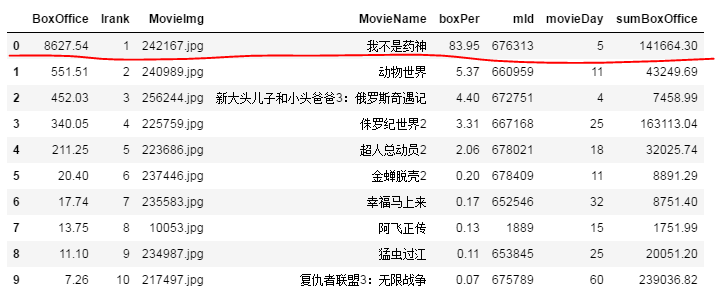 BoxOffice Irank MovieImg MovieName boxPer mId movieDay sumBoxOffice
0 8627.54 1 242167.jpg 我不是药神 83.95 676313 5 141664.30
1 551.51 2 240989.jpg 动物世界 5.37 660959 11 43249.69
2 452.03 3 256244.jpg 新大头儿子和小头爸爸3：俄罗斯奇遇记 4.40 672751 4 7458.99
3 340.05 4 225759.jpg 侏罗纪世界2 3.31 667168 25 163113.04
4 211.25 5 223686.jpg 超人总动员2 2.06 678021 18 32025.74
5 20.40 6 237446.jpg 金蝉脱壳2 0.20 678409 11 8891.29
6 17.74 7 235583.jpg 幸福马上来 0.17 652546 32 8751.40
7 13.75 8 10053.jpg 阿飞正传 0.13 1889 15 1751.99
8 11.10 9 234987.jpg 猛虫过江 0.11 653845 25 20051.20
9 7.26 10 217497.jpg 复仇者联盟3：无限战争 0.07 675789 60 239036.82